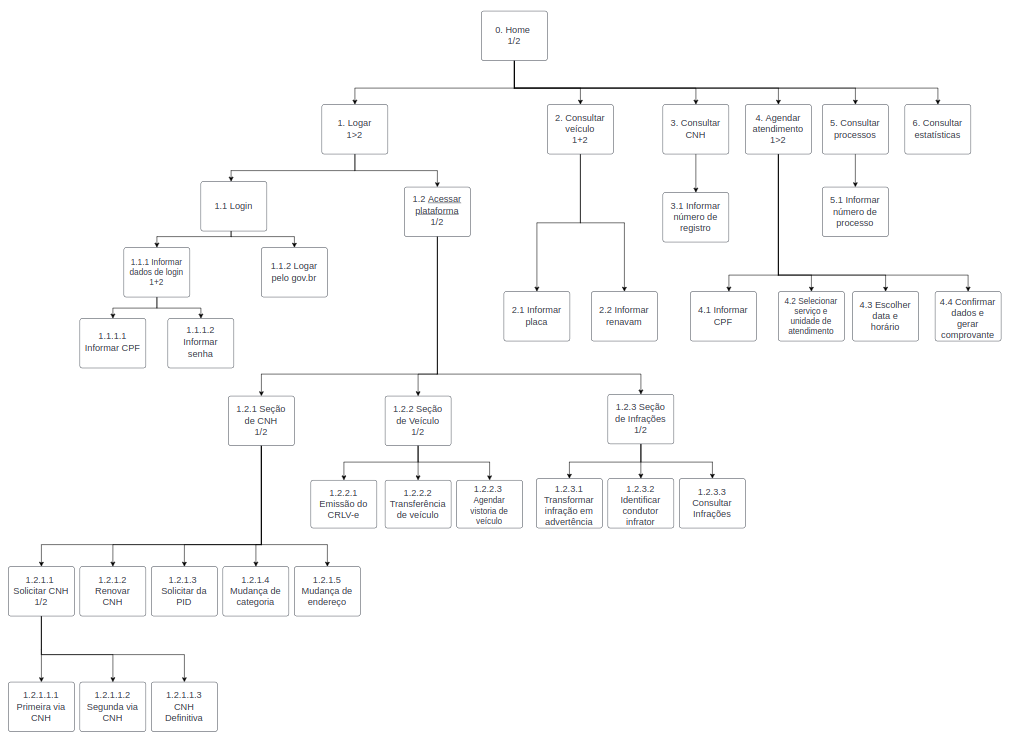 0. Home
1/2
1. Logar
1>2
2. Consultar
veículo
1+2
3. Consultar
CNH
4. Agendar
atendimento
1>2
5. Consultar
processos
6. Consultar
estatísticas
1.1 Login
1.2 Acessar
plataforma
1/2
3.1 Informar
número de
registro
5.1 Informar
número de
processo
1.1.1 Informar
dados de login
1+2
1.1.2 Logar
pelo gov.br
2.1 Informar
placa
2.2 Informar
renavam
4.1 Informar
CPF
4.2 Selecionar
serviço e
unidade de
atendimento
4.3 Escolher
data e
horário
4.4 Confirmar
dados e
gerar
comprovante
1.1.1.1
Informar CPF
1.1.1.2
Informar
senha
1.2.1 Seção
de CNH
1/2
1.2.2 Seção
de Veículo
1/2
1.2.3 Seção
de Infrações
1/2
1.2.2.1
Emissão do
CRLV-e
1.2.2.2
Transferência
de veículo
1.2.2.3
Agendar
vistoria de
veículo
1.2.3.1
Transformar
infração em
advertência
1.2.3.2
Identificar
condutor
infrator
1.2.3.3
Consultar
Infrações
1.2.1.1
Solicitar CNH
1/2
1.2.1.2
Renovar
CNH
1.2.1.3
Solicitar da
PID
1.2.1.4
Mudança de
categoria
1.2.1.5
Mudança de
endereço
1.2.1.1.1
Primeira via
CNH
1.2.1.1.2
Segunda via
CNH
1.2.1.1.3
CNH
Definitiva